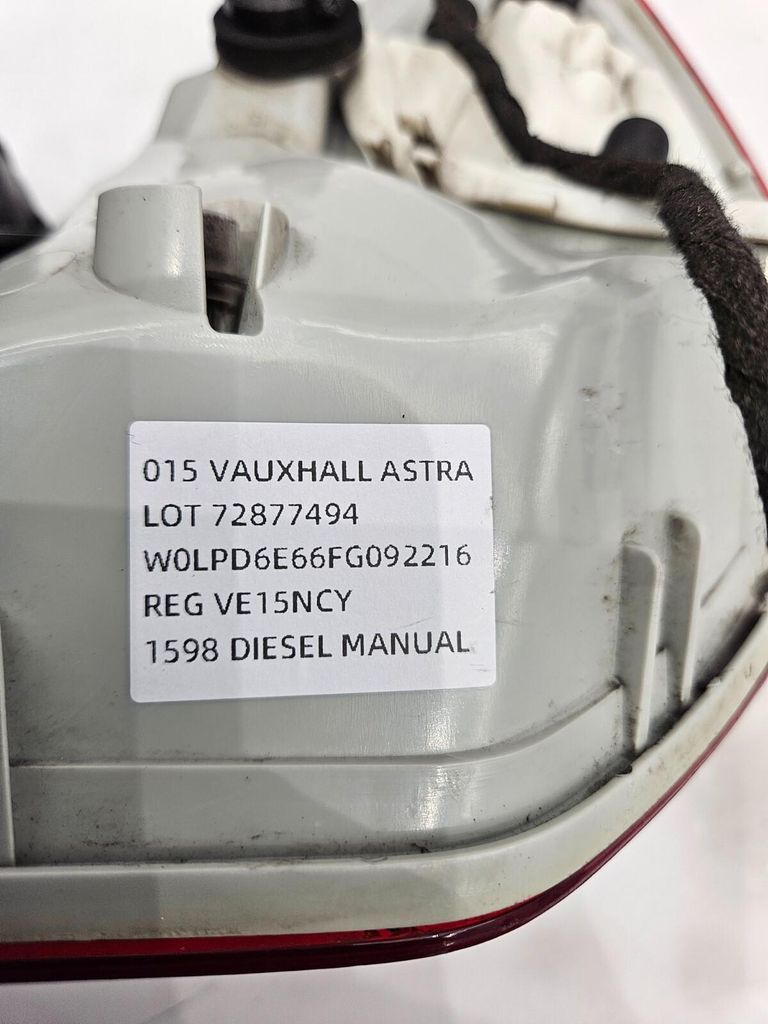 015 VAUXHALL ASTRA
LOT 72877494
W0LPD6E66FG092216
REG VE15NCY
1598 DIESEL MANUAL